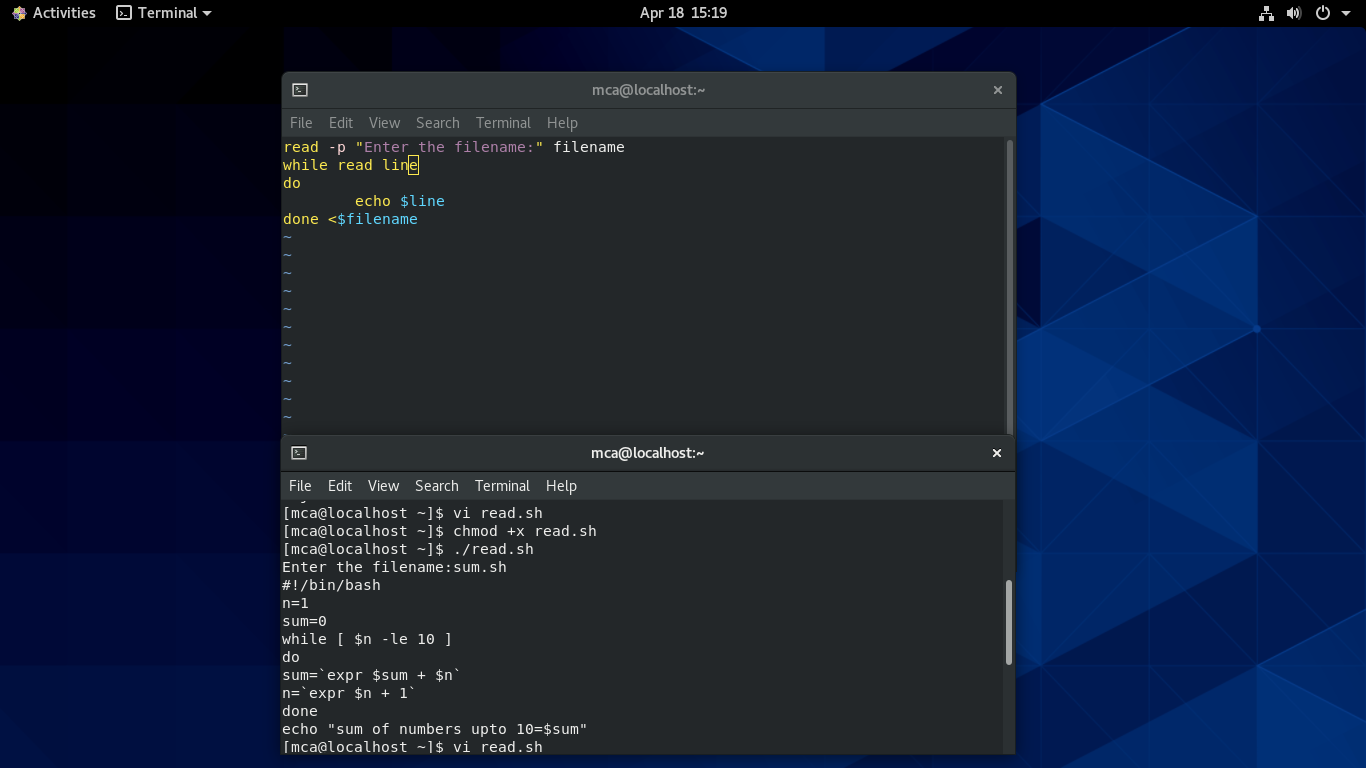 Activities Terminal Apr 18 15:19
mca@localhost:~
File Edit View Search Terminal Help
read -p "Enter the filename:" filename
while read line
do
        echo $line
done <$filename
~
~
~
~
~
~
~
~
~
~
~
mca@localhost:~
File Edit View Search Terminal Help
[mca@localhost ~]$ vi read.sh
[mca@localhost ~]$ chmod +x read.sh
[mca@localhost ~]$ ./read.sh
Enter the filename:sum.sh
#!/bin/bash
n=1
sum=0
while [ $n -le 10 ]
do
sum=`expr $sum + $n`
n=`expr $n + 1`
done
echo "sum of numbers upto 10=$sum"
[mca@localhost ~]$ vi read.sh